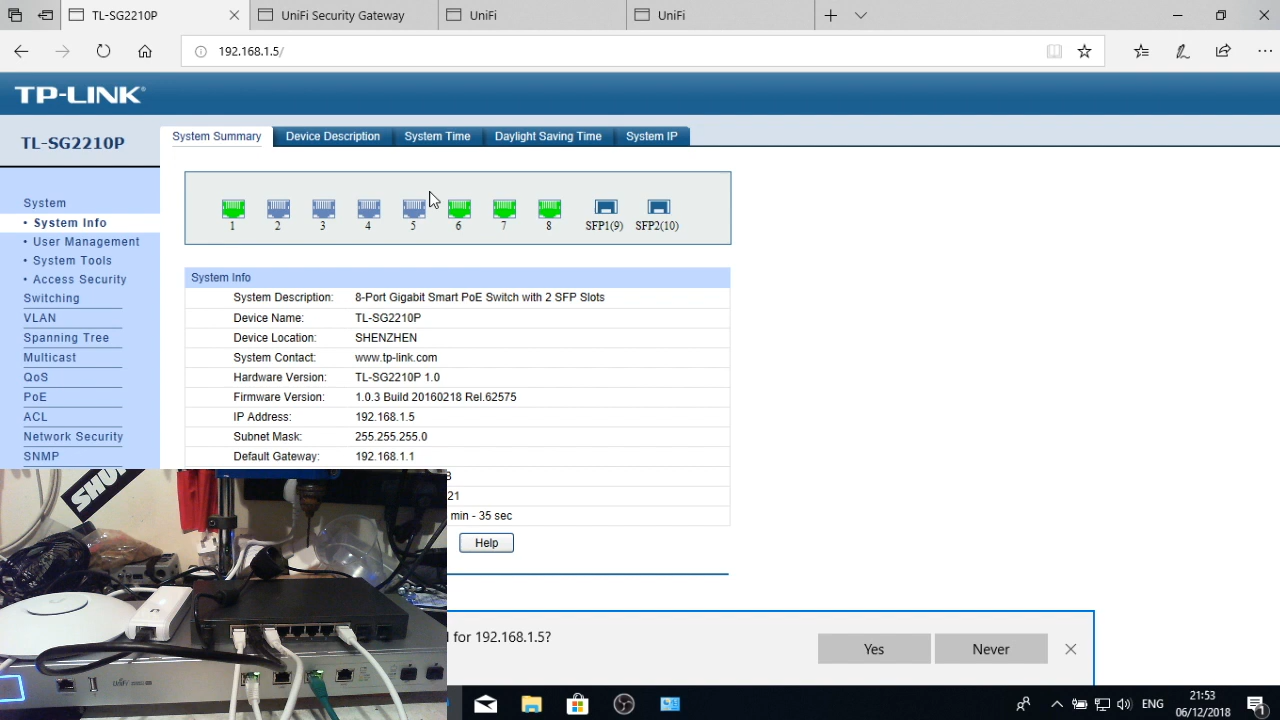 TL-SG2210P
UniFi Security Gateway
UniFi
UniFi
192.168.1.5/
TP-LINK
TL-SG2210P
System Summary
Device Description
System Time
Daylight Saving Time
System IP
System
• System Info
• User Management
• System Tools
• Access Security
Switching
VLAN
Spanning Tree
Multicast
QoS
PoE
ACL
Network Security
SNMP
1 2 3 4 5 6 7 8 SFP1(9) SFP2(10)
System Info
System Description: 8-Port Gigabit Smart PoE Switch with 2 SFP Slots
Device Name: TL-SG2210P
Device Location: SHENZHEN
System Contact: www.tp-link.com
Hardware Version: TL-SG2210P 1.0
Firmware Version: 1.0.3 Build 20160218 Rel.62575
IP Address: 192.168.1.5
Subnet Mask: 255.255.255.0
Default Gateway: 192.168.1.1
21
min - 35 sec
Help
for 192.168.1.5?
Yes
Never
SHU
UniFi
ENG
21:53
06/12/2018
1